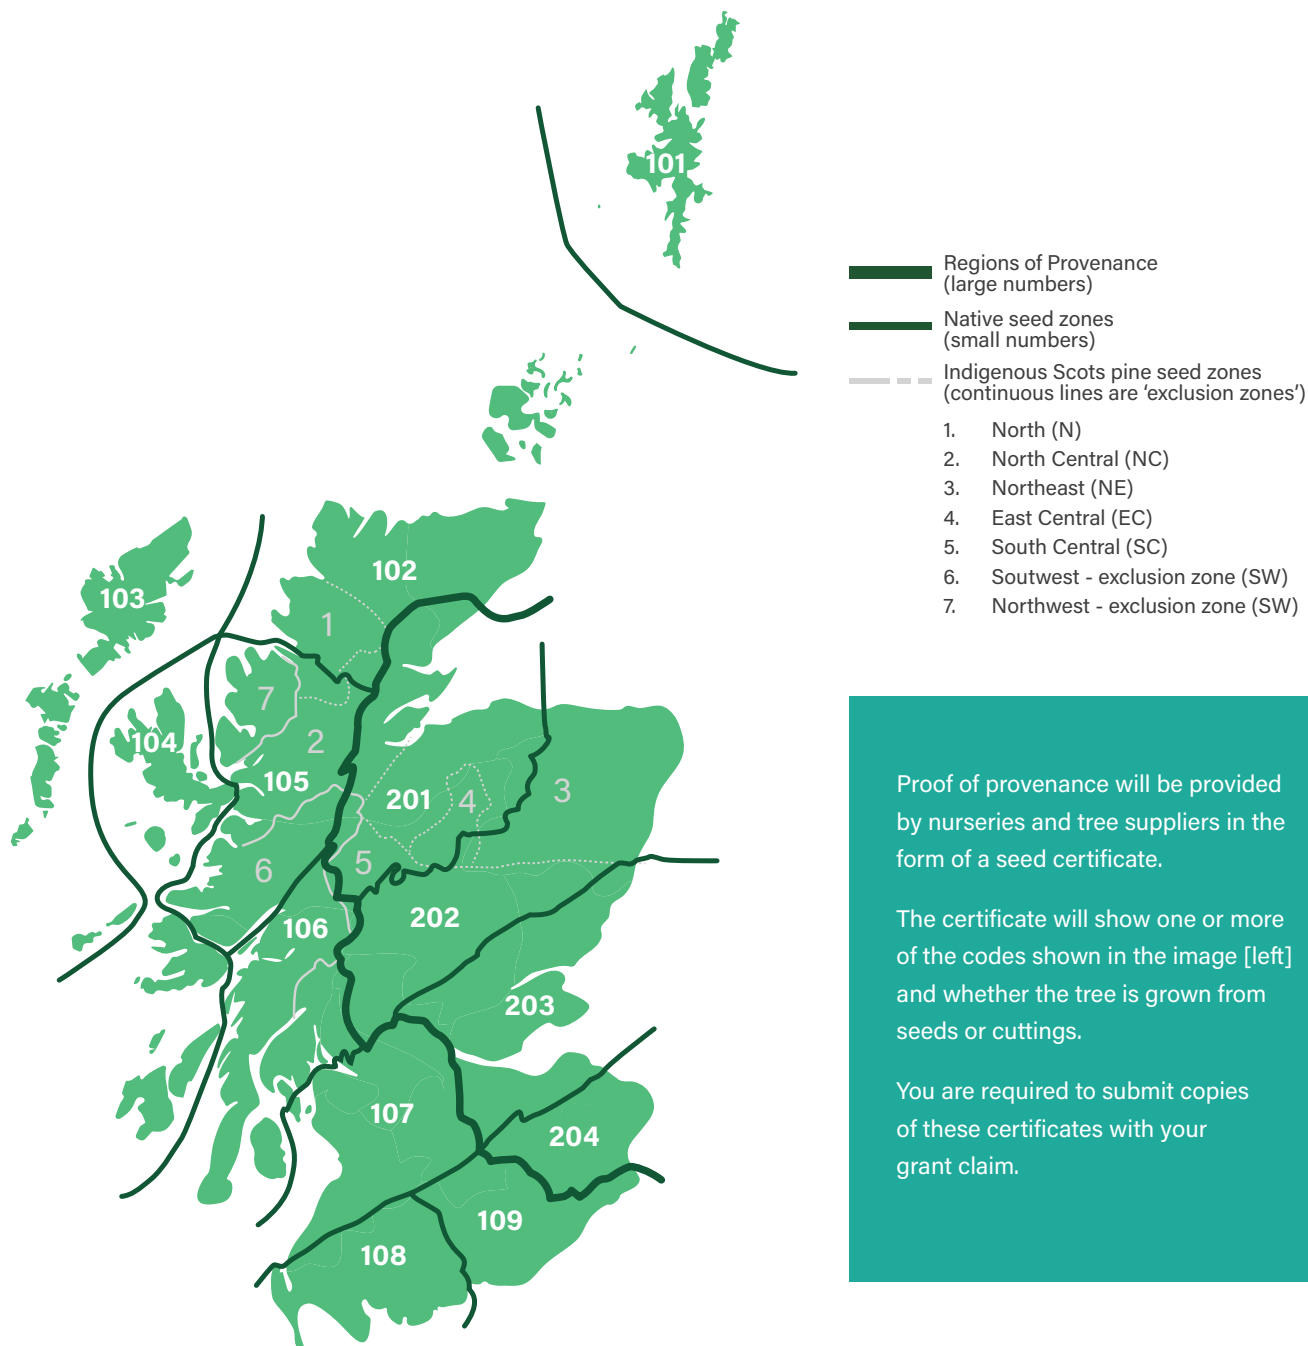 101
Regions of Provenance
(large numbers)
Native seed zones
(small numbers)
Indigenous Scots pine seed zones
(continuous lines are ‘exclusion zones’)
1. North (N)
2. North Central (NC)
3. Northeast (NE)
4. East Central (EC)
5. South Central (SC)
6. Soutwest - exclusion zone (SW)
7. Northwest - exclusion zone (SW)
102
103
1
7
104
2
105
201
4
3
6
5
202
106
203
107
204
109
108
Proof of provenance will be provided
by nurseries and tree suppliers in the
form of a seed certificate.
The certificate will show one or more
of the codes shown in the image [left]
and whether the tree is grown from
seeds or cuttings.
You are required to submit copies
of these certificates with your
grant claim.